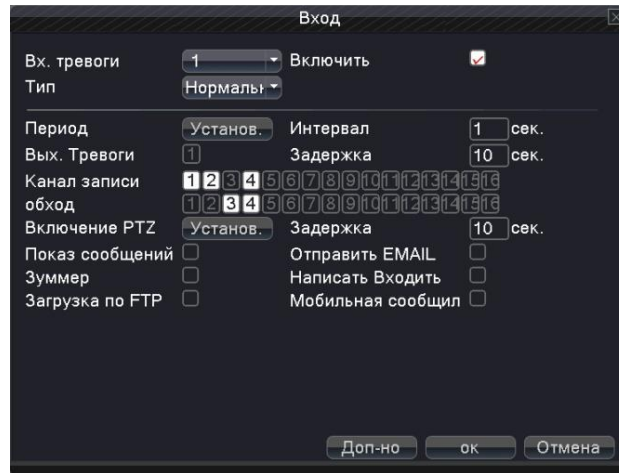 Вход
Вх. тревоги 1 Включить
Тип Нормальн
Период Установ. Интервал 1 сек.
Вых. Тревоги 1 Задержка 10 сек.
Канал записи 1 2 3 4 5 6 7 8 9 10 11 12 13 14 15 16
обход 1 2 3 4 5 6 7 8 9 10 11 12 13 14 15 16
Включение PTZ Установ. Задержка 10 сек.
Показ сообщений Отправить EMAIL
Зуммер Написать Входить
Загрузка по FTP Мобильная сообщил
Доп-но ок Отмена